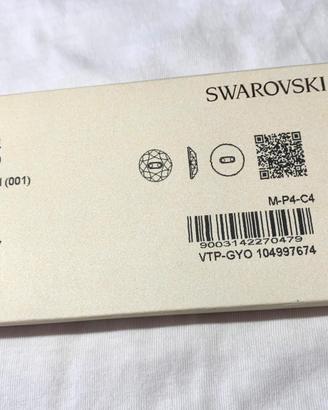 SWAROVSKI
(001)
M-P4-C4
9003142270479
VTP-GYO 104997674